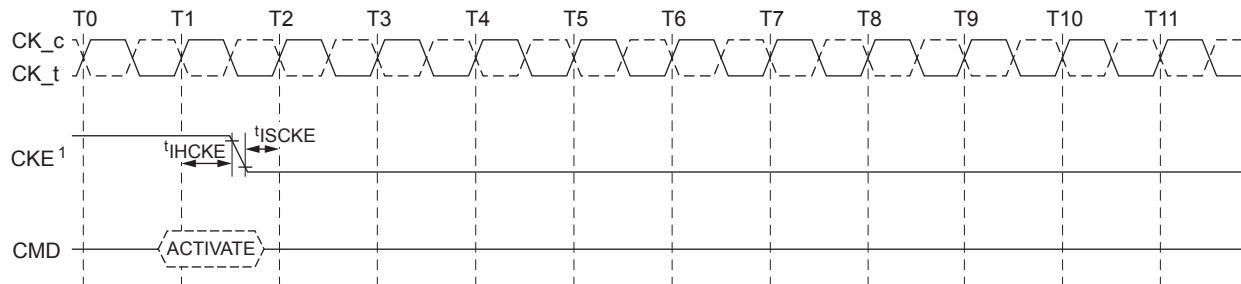 T0 T1 T2 T3 T4 T5 T6 T7 T8 T9 T10 T11
CK_c
CK_t
tISCKE
tIHCKE
CKE1
CMD ACTIVATE